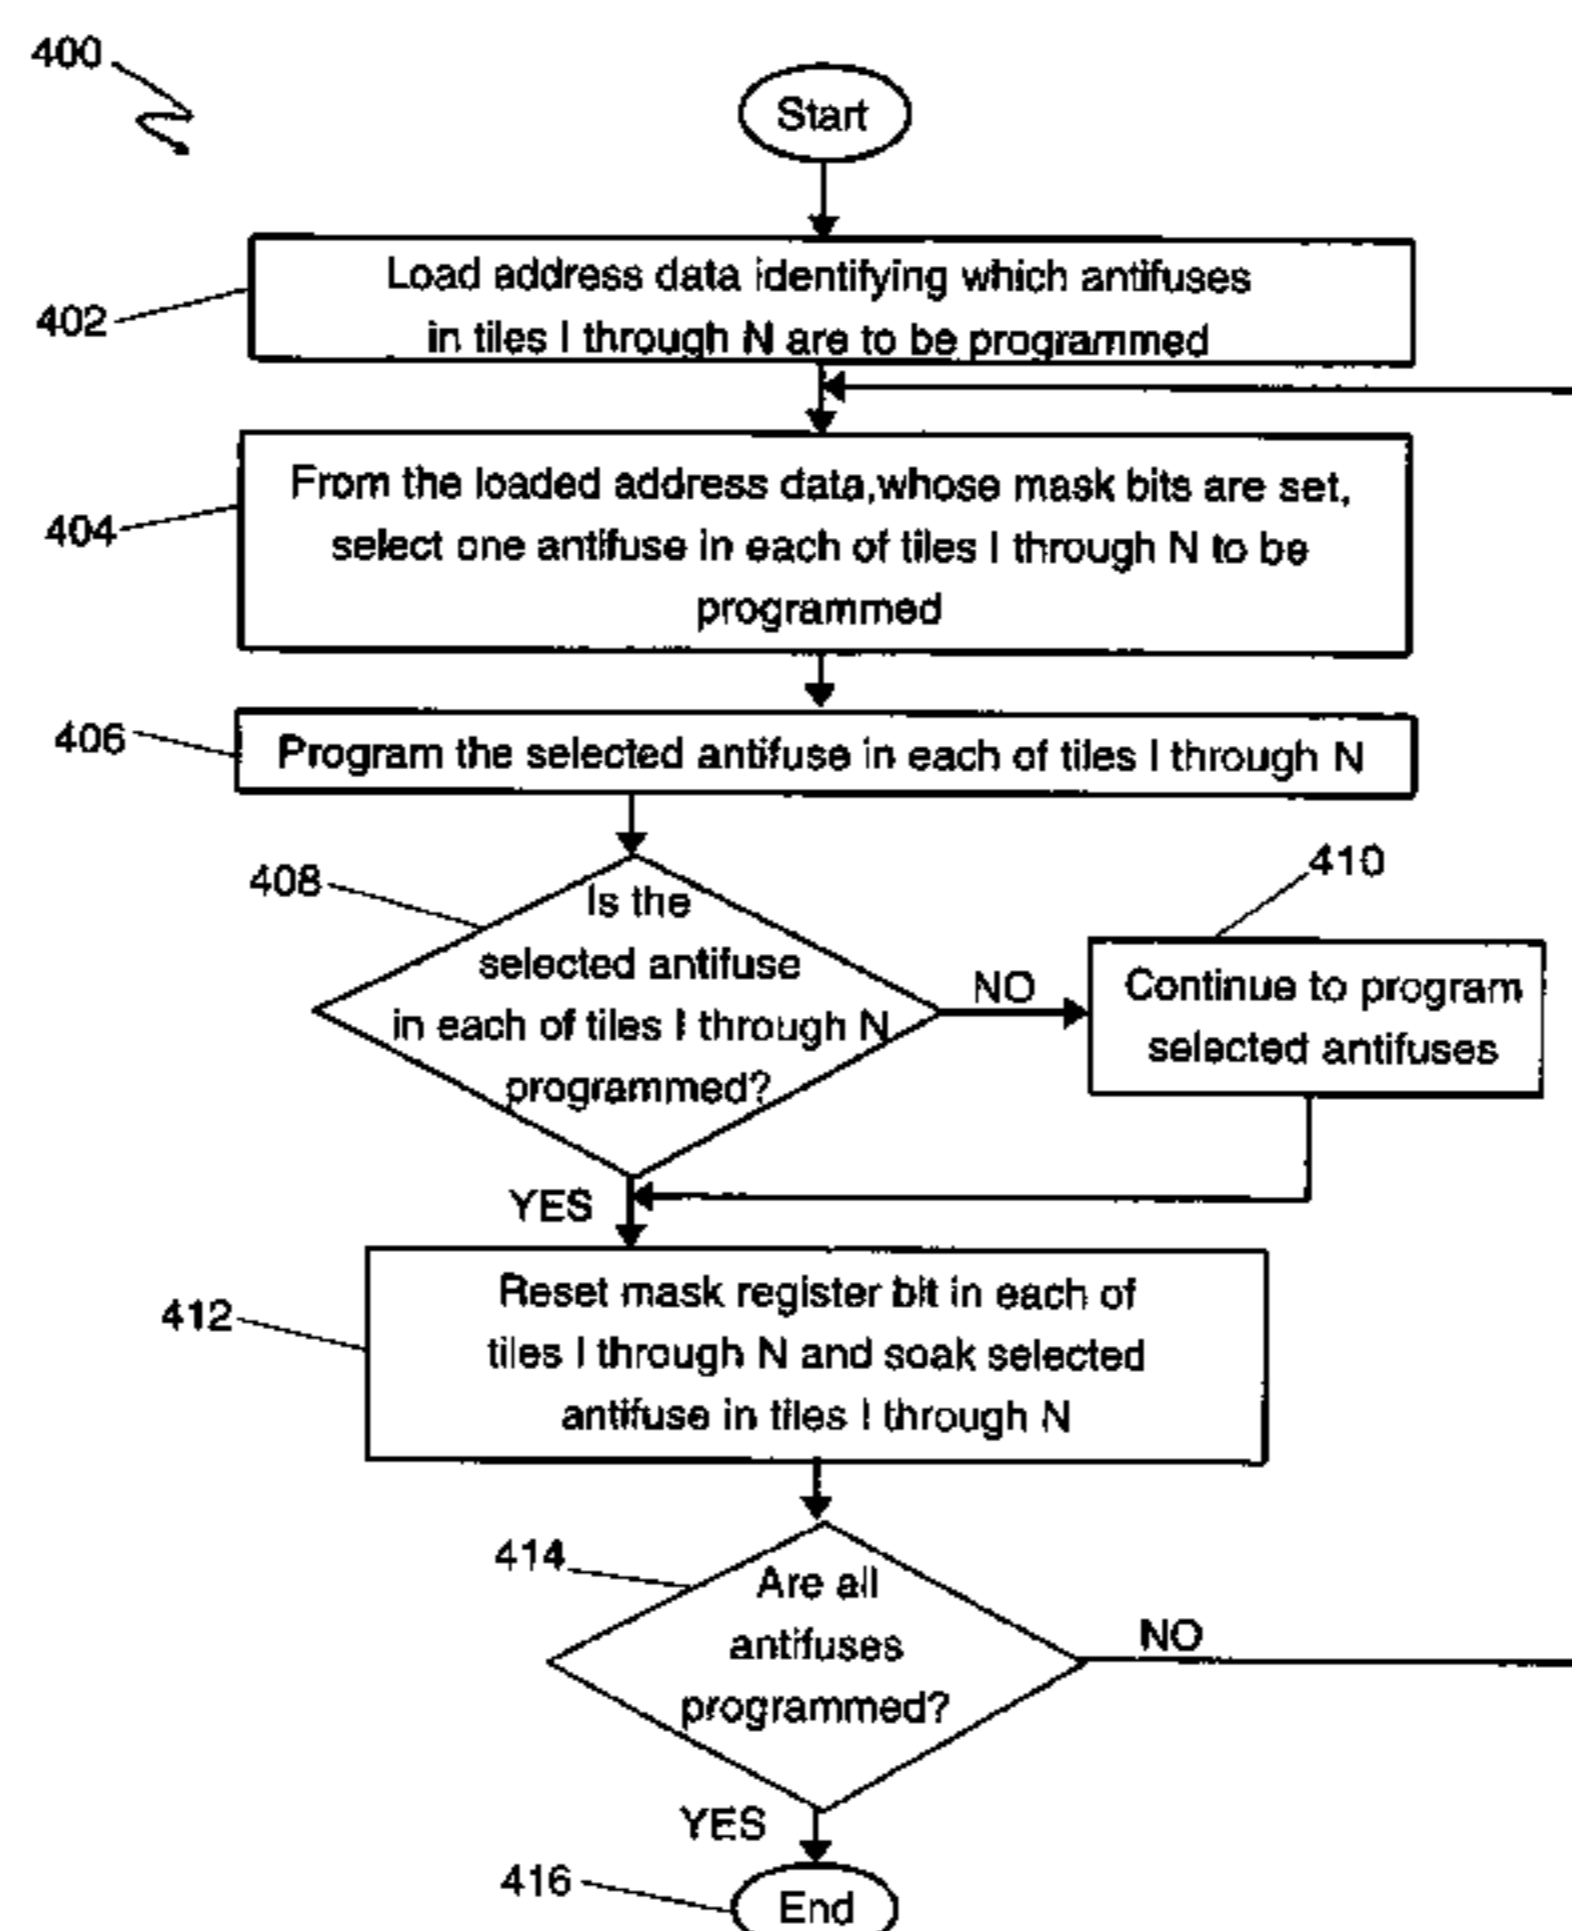 400
Start
402
Load address data identifying which antifuses
in tiles I through N are to be programmed
404
From the loaded address data,whose mask bits are set,
select one antifuse in each of tiles I through N to be
programmed
406
Program the selected antifuse in each of tiles I through N
408
Is the
selected antifuse
in each of tiles I through N
programmed?
NO
410
Continue to program
selected antifuses
YES
412
Reset mask register bit in each of
tiles I through N and soak selected
antifuse in tiles I through N
414
Are all
antifuses
programmed?
NO
YES
416
End